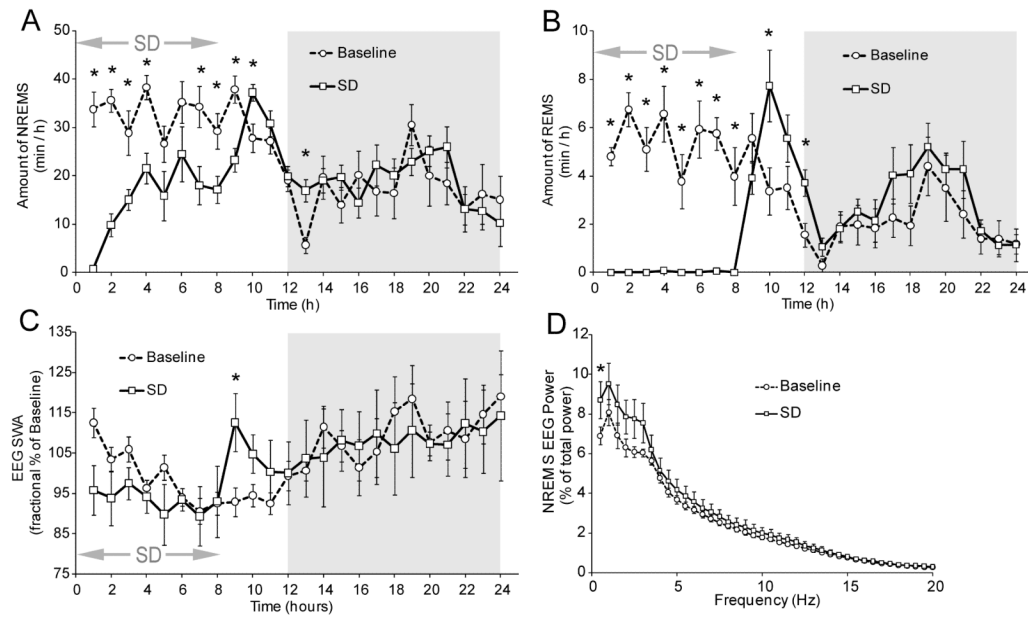 A
SD
Baseline
SD
* * * * * * * * *
Amount of NREMS
(min / h)
50
40
30
20
10
0
0 2 4 6 8 10 12 14 16 18 20 22 24
Time (h)
B
SD
Baseline
SD
* * * * * * * * *
Amount of REMS
(min / h)
10
8
6
4
2
0
0 2 4 6 8 10 12 14 16 18 20 22 24
Time (h)
C
Baseline
SD
*
SD
EEG SWA
(fractional % of Baseline)
135
125
115
105
95
85
75
0 2 4 6 8 10 12 14 16 18 20 22 24
Time (hours)
D
*
Baseline
SD
NREM S EEG Power
(% of total power)
12
10
8
6
4
2
0
0 5 10 15 20
Frequency (Hz)